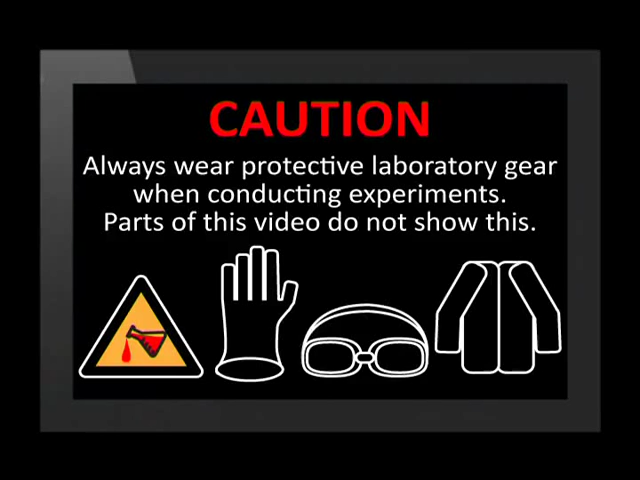 CAUTION
Always wear protective laboratory gear
when conducting experiments.
Parts of this video do not show this.